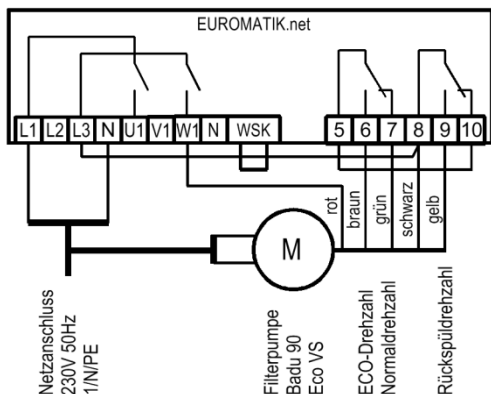 EUROMATIK.net
L1 L2 L3 N U1 V1 W1 N WSK 5 6 7 8 9 10
rot
braun
grün
schwarz
gelb
M
Netzanschluss
230V 50Hz
1/N/PE
Filterpumpe
Badu 90
Eco VS
ECO-Drehzahl
Normaldrehzahl
Rückspüldrehzahl